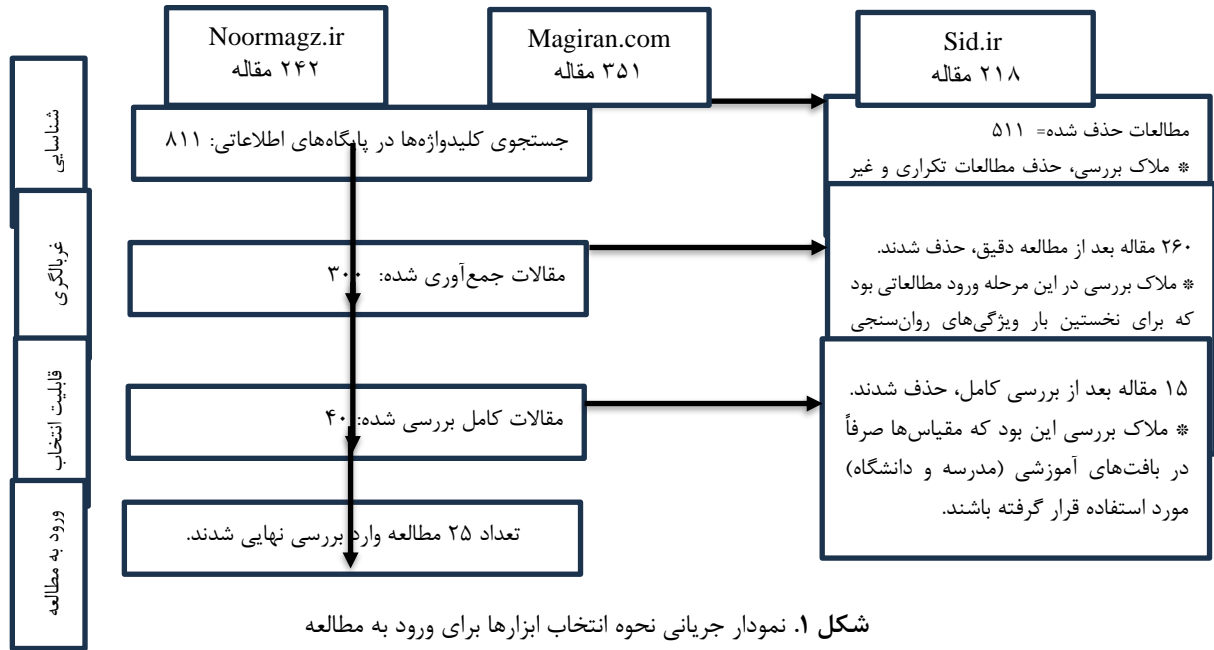 Noormagz.ir
۲۴۲ مقاله
Magiran.com
۳۵۱ مقاله
Sid.ir
۲۱۸ مقاله
شناسایی
جستجوی کلیدواژه‌ها در پایگاه‌های اطلاعاتی: ۸۱۱
مطالعات حذف شده= ۵۱۱
* ملاک بررسی، حذف مطالعات تکراری و غیر
غربالگری
مقالات جمع‌آوری شده: ۳۰۰
۲۶۰ مقاله بعد از مطالعه دقیق، حذف شدند.
* ملاک بررسی در این مرحله ورود مطالعاتی بود
که برای نخستین بار ویژگی‌های روان‌سنجی
قابلیت انتخاب
مقالات کامل بررسی شده: ۴۰
۱۵ مقاله بعد از بررسی کامل، حذف شدند.
* ملاک بررسی این بود که مقیاس‌ها صرفاً
در بافت‌های آموزشی (مدرسه و دانشگاه)
مورد استفاده قرار گرفته باشند.
ورود به مطالعه
تعداد ۲۵ مطالعه وارد بررسی نهایی شدند.
شکل ۱. نمودار جریانی نحوه انتخاب ابزارها برای ورود به مطالعه